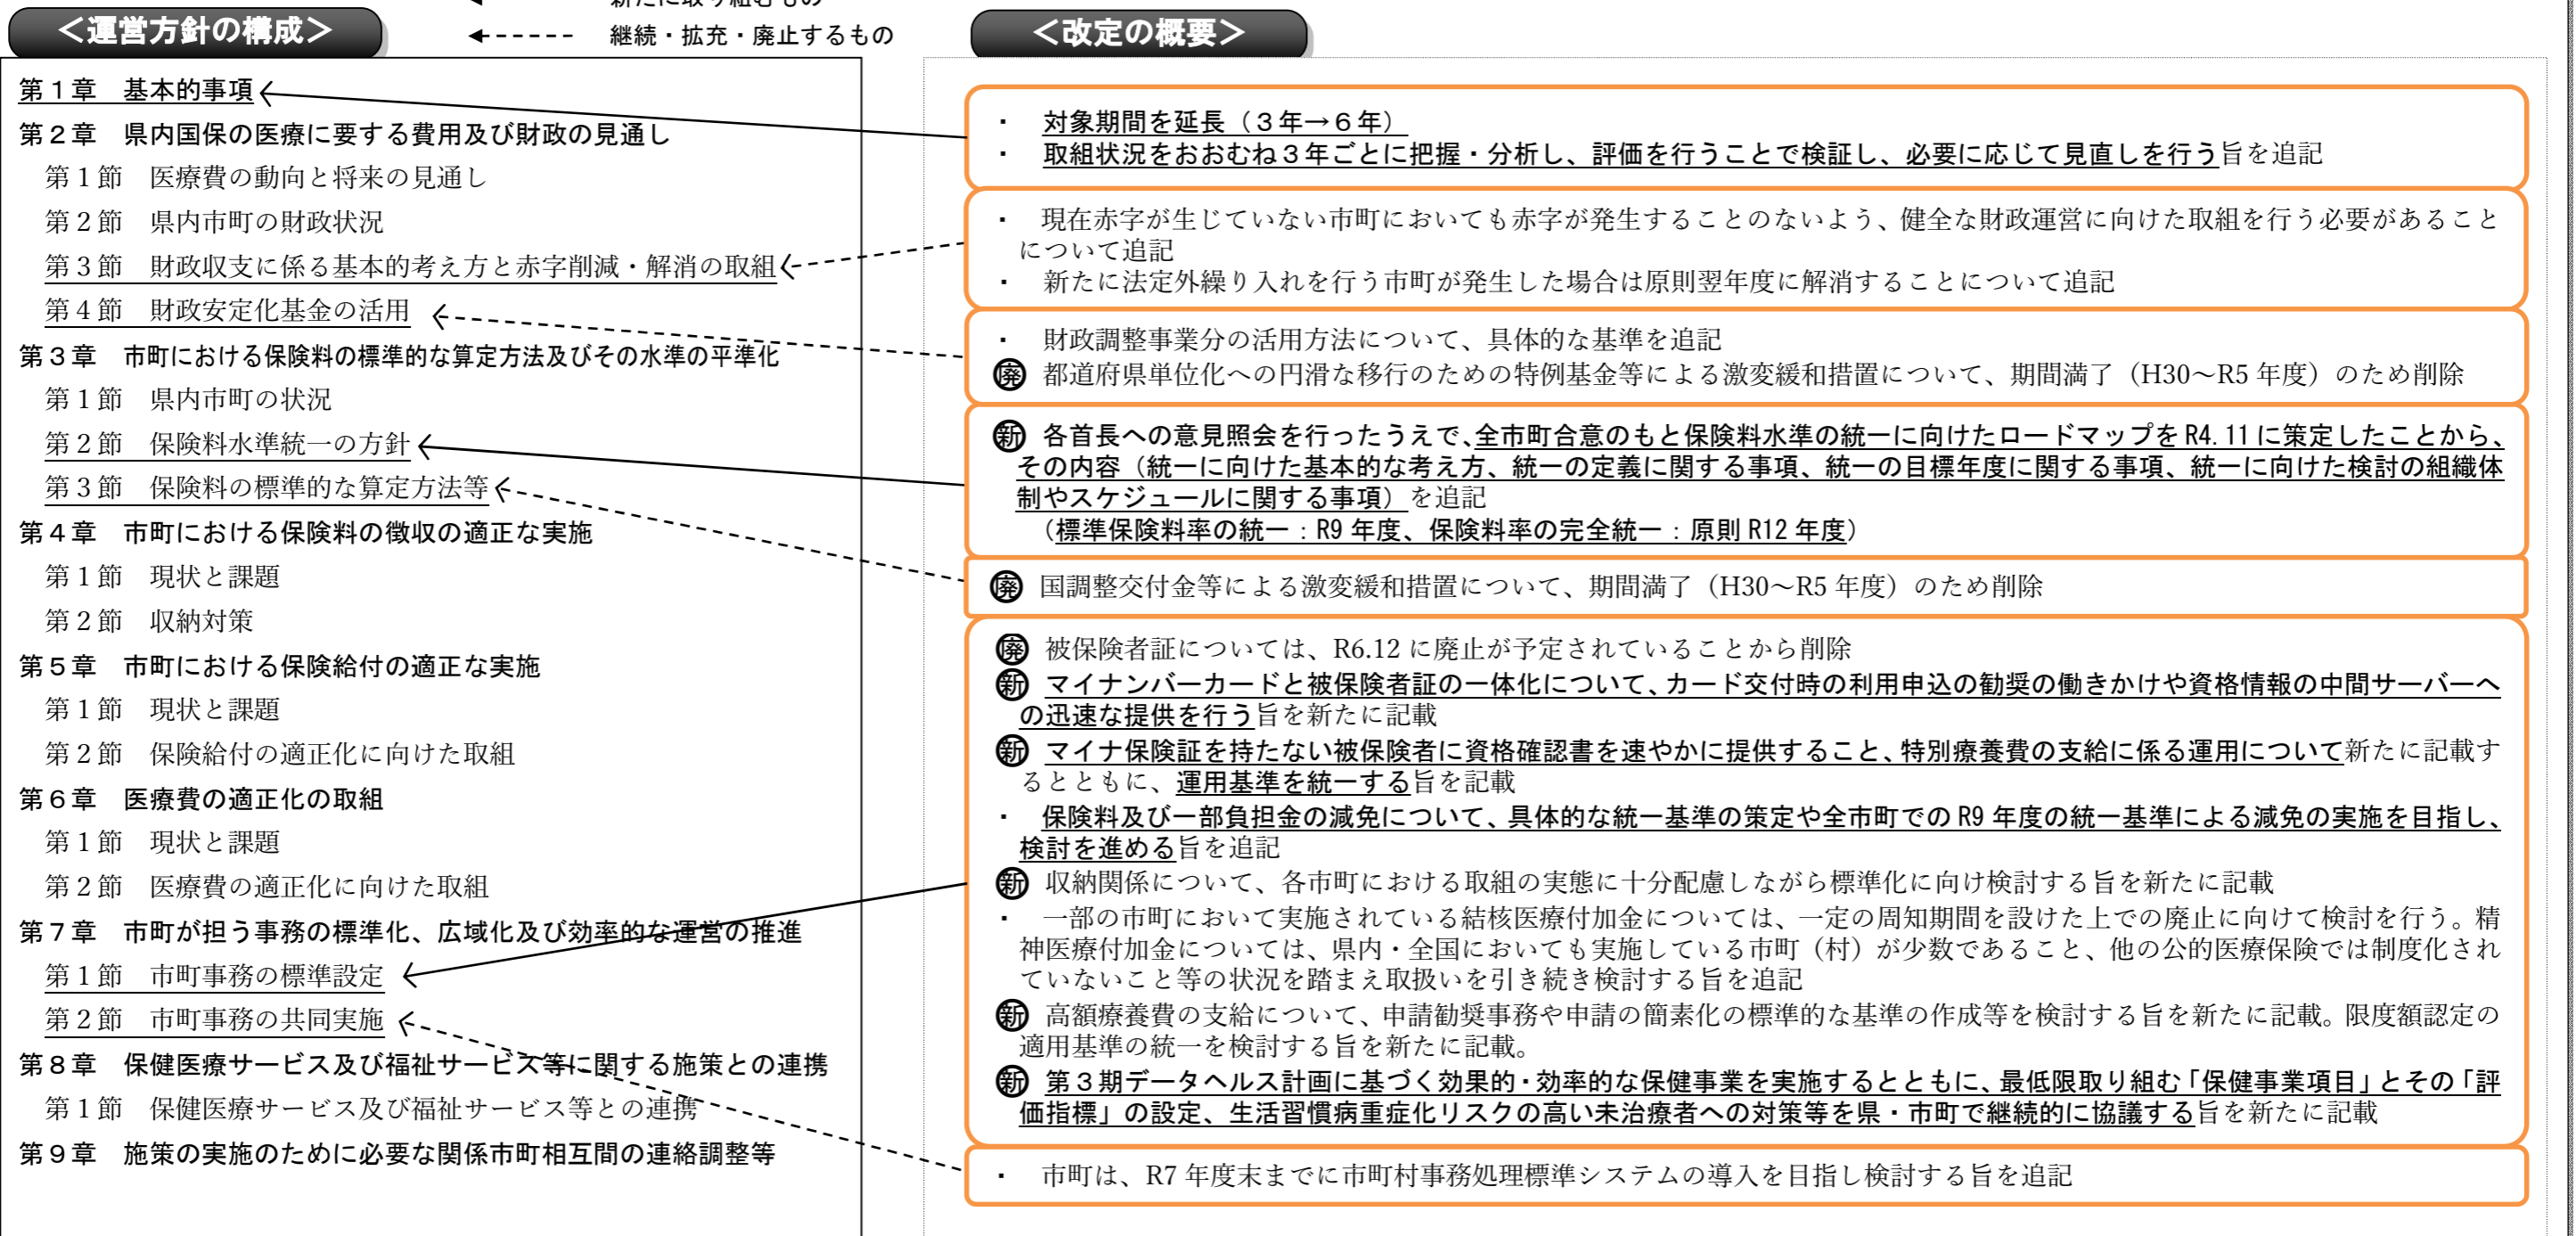 新たに取り組むもの
＜運営方針の構成＞
継続・拡充・廃止するもの
＜改定の概要＞
第１章　基本的事項
第２章　県内国保の医療に要する費用及び財政の見通し
第１節　医療費の動向と将来の見通し
第２節　県内市町の財政状況
第３節　財政収支に係る基本的考え方と赤字削減・解消の取組
第４節　財政安定化基金の活用
第３章　市町における保険料の標準的な算定方法及びその水準の平準化
第１節　県内市町の状況
第２節　保険料水準統一の方針
第３節　保険料の標準的な算定方法等
第４章　市町における保険料の徴収の適正な実施
第１節　現状と課題
第２節　収納対策
第５章　市町における保険給付の適正な実施
第１節　現状と課題
第２節　保険給付の適正化に向けた取組
第６章　医療費の適正化の取組
第１節　現状と課題
第２節　医療費の適正化に向けた取組
第７章　市町が担う事務の標準化、広域化及び効率的な運営の推進
第１節　市町事務の標準設定
第２節　市町事務の共同実施
第８章　保健医療サービス及び福祉サービス等に関する施策との連携
第１節　保健医療サービス及び福祉サービス等との連携
第９章　施策の実施のために必要な関係市町相互間の連絡調整等
・　対象期間を延長（３年→６年）
・　取組状況をおおむね３年ごとに把握・分析し、評価を行うことで検証し、必要に応じて見直しを行う旨を追記
・　現在赤字が生じていない市町においても赤字が発生することのないよう、健全な財政運営に向けた取組を行う必要があること
について追記
・　新たに法定外繰り入れを行う市町が発生した場合は原則翌年度に解消することについて追記
・　財政調整事業分の活用方法について、具体的な基準を追記
廃 都道府県単位化への円滑な移行のための特例基金等による激変緩和措置について、期間満了（H30～R5 年度）のため削除
新 各首長への意見照会を行ったうえで、全市町合意のもと保険料水準の統一に向けたロードマップを R4.11 に策定したことから、
その内容（統一に向けた基本的な考え方、統一の定義に関する事項、統一の目標年度に関する事項、統一に向けた検討の組織体
制やスケジュールに関する事項）を追記
（標準保険料率の統一：R9 年度、保険料率の完全統一：原則 R12 年度）
廃 国調整交付金等による激変緩和措置について、期間満了（H30～R5 年度）のため削除
廃 被保険者証については、R6.12 に廃止が予定されていることから削除
新 マイナンバーカードと被保険者証の一体化について、カード交付時の利用申込の勧奨の働きかけや資格情報の中間サーバーへ
の迅速な提供を行う旨を新たに記載
新 マイナ保険証を持たない被保険者に資格確認書を速やかに提供すること、特別療養費の支給に係る運用について新たに記載す
るとともに、運用基準を統一する旨を記載
・　保険料及び一部負担金の減免について、具体的な統一基準の策定や全市町での R9 年度の統一基準による減免の実施を目指し、
検討を進める旨を追記
新 収納関係について、各市町における取組の実態に十分配慮しながら標準化に向け検討する旨を新たに記載
・　一部の市町において実施されている結核医療付加金については、一定の周知期間を設けた上での廃止に向けて検討を行う。精
神医療付加金については、県内・全国においても実施している市町（村）が少数であること、他の公的医療保険では制度化され
ていないこと等の状況を踏まえ取扱いを引き続き検討する旨を追記
新 高額療養費の支給について、申請勧奨事務や申請の簡素化の標準的な基準の作成等を検討する旨を新たに記載。限度額認定の
適用基準の統一を検討する旨を新たに記載。
新 第３期データヘルス計画に基づく効果的・効率的な保健事業を実施するとともに、最低限取り組む「保健事業項目」とその「評
価指標」の設定、生活習慣病重症化リスクの高い未治療者への対策等を県・市町で継続的に協議する旨を新たに記載
・　市町は、R7 年度末までに市町村事務処理標準システムの導入を目指し検討する旨を追記